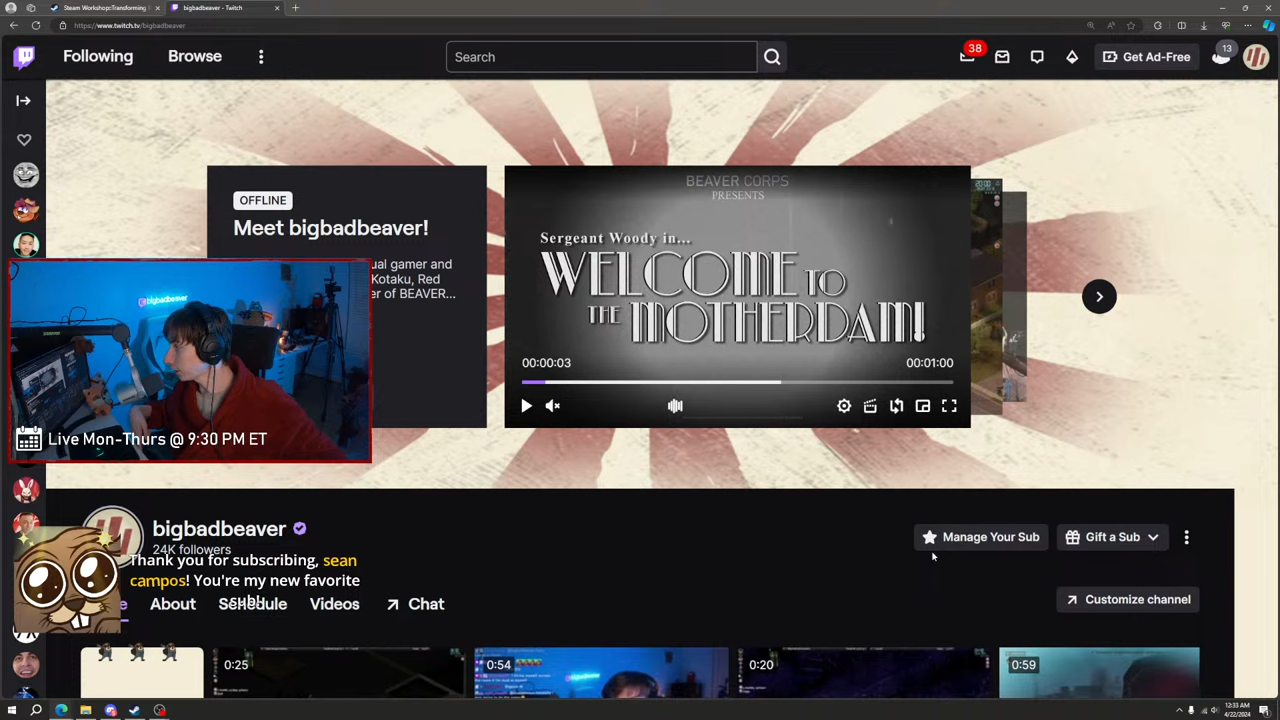 Steam Workshop::Transforming
bigbadbeaver - Twitch
https://www.twitch.tv/bigbadbeaver
Following
Browse
Search
38
Get Ad-Free
13
OFFLINE
Meet bigbadbeaver!
ual gamer and
Kotaku, Red
er of BEAVER...
BEAVER CORPS
PRESENTS
Sergeant Woody in...
WELCOME TO
THE MOTHERDAM!
00:00:03
00:01:00
20:00
bigbadbeaver
Live Mon-Thurs @ 9:30 PM ET
bigbadbeaver
24K followers
Manage Your Sub
Gift a Sub
Thank you for subscribing, sean
campos! You're my new favorite
sub!
About
Schedule
Videos
Chat
Customize channel
0:25
0:54
0:20
0:59
12:33 AM
4/22/2024